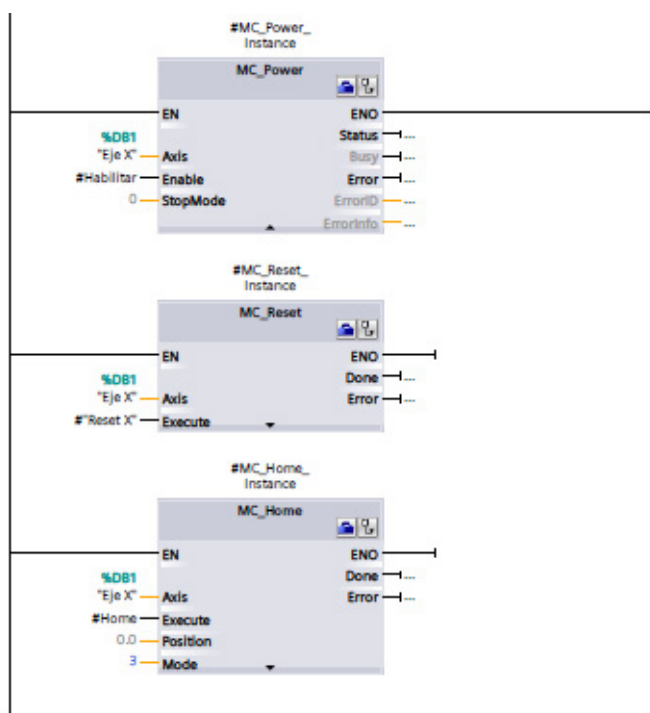 #MC_Power_
Instance
MC_Power
EN ENO
%DB1 Status ...
"Eje X" Axis Busy ...
#Habilitar Enable Error ...
0 StopMode ErrorID ...
ErrorInfo ...
#MC_Reset_
Instance
MC_Reset
EN ENO
%DB1 Done ...
"Eje X" Axis Error ...
#"Reset X" Execute
#MC_Home_
Instance
MC_Home
EN ENO
%DB1 Done ...
"Eje X" Axis Error ...
#Home Execute
0.0 Position
3 Mode